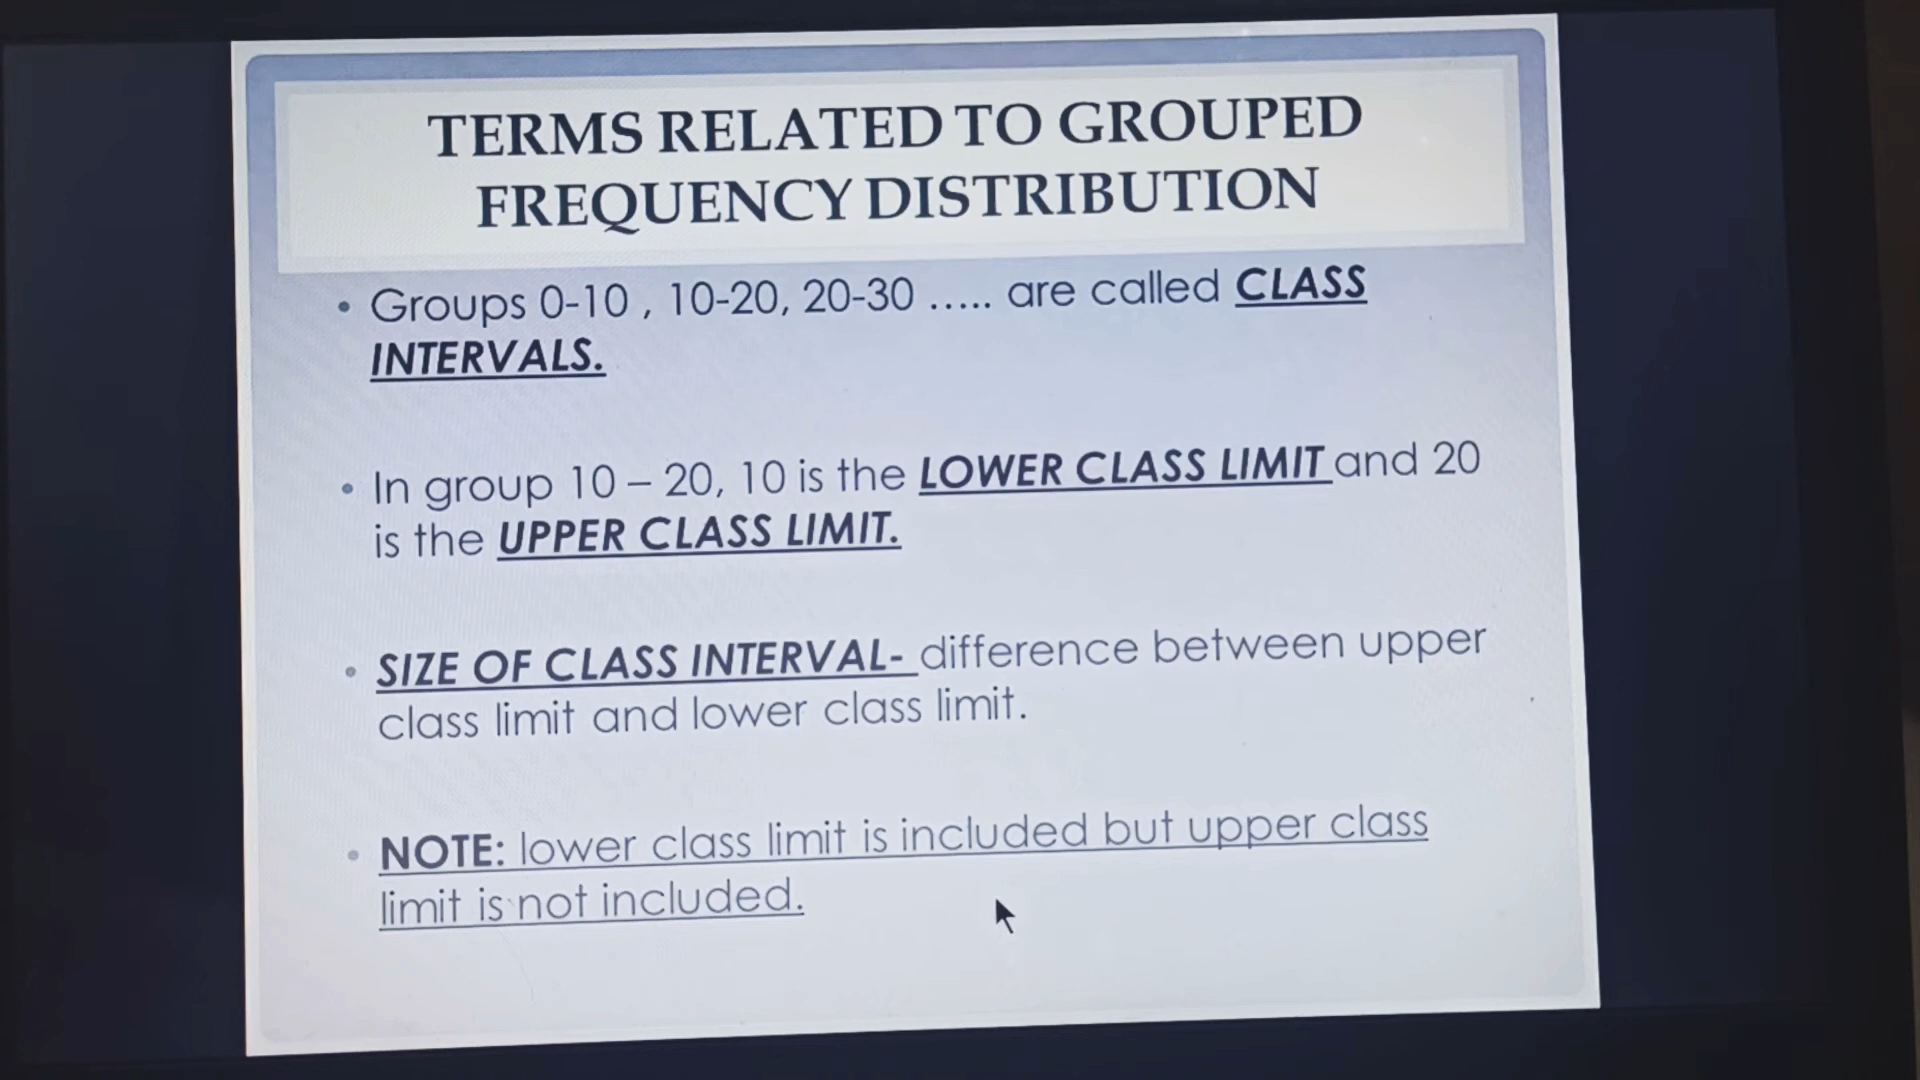 TERMS RELATED TO GROUPED
FREQUENCY DISTRIBUTION
• Groups 0-10 , 10-20, 20-30 ..... are called CLASS
INTERVALS.
• In group 10 – 20, 10 is the LOWER CLASS LIMIT and 20
is the UPPER CLASS LIMIT.
• SIZE OF CLASS INTERVAL- difference between upper
class limit and lower class limit.
• NOTE: lower class limit is included but upper class
limit is not included.